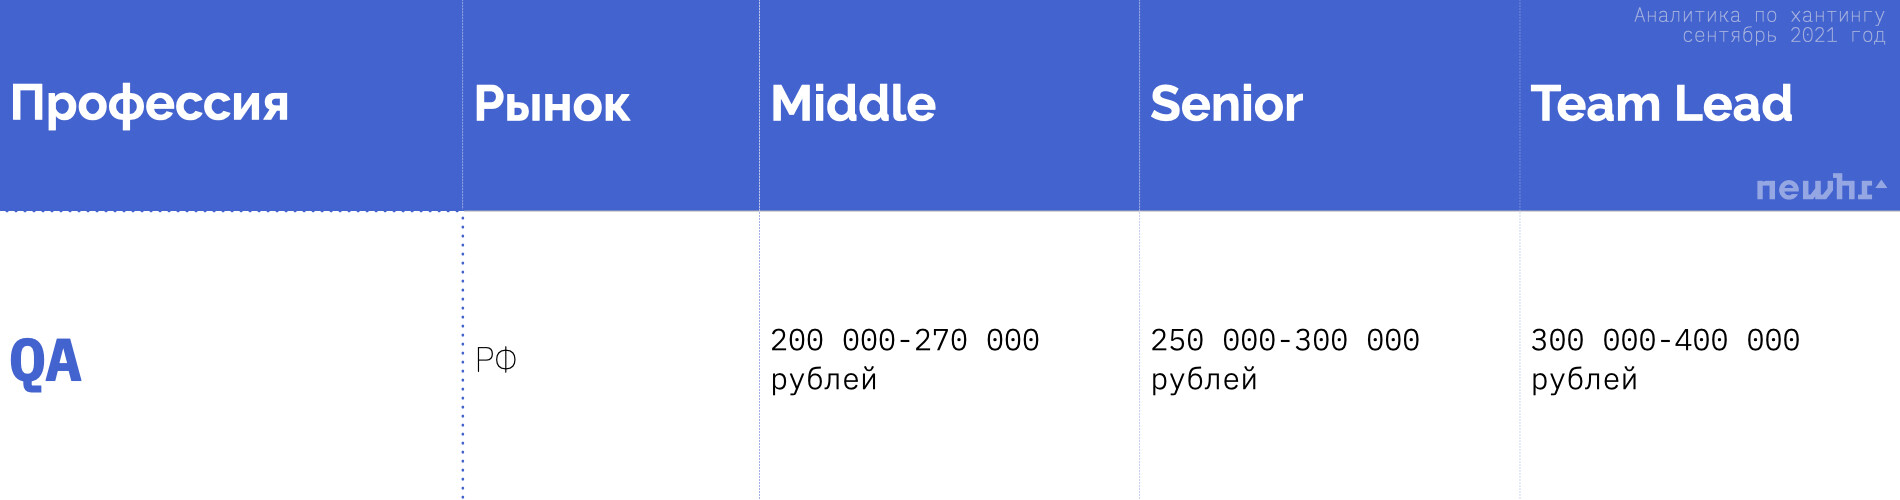 Аналитика по хантингу
сентябрь 2021 год
Профессия
Рынок
Middle
Senior
Team Lead
newhr
QA
РФ
200 000-270 000
рублей
250 000-300 000
рублей
300 000-400 000
рублей